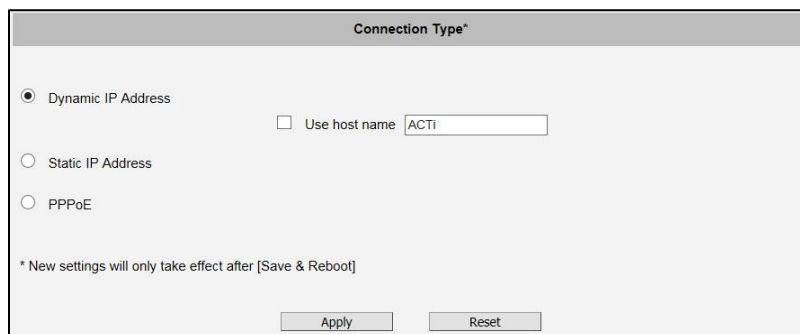 Connection Type*
Dynamic IP Address
Use host name ACTi
Static IP Address
PPPoE
* New settings will only take effect after [Save & Reboot]
Apply Reset